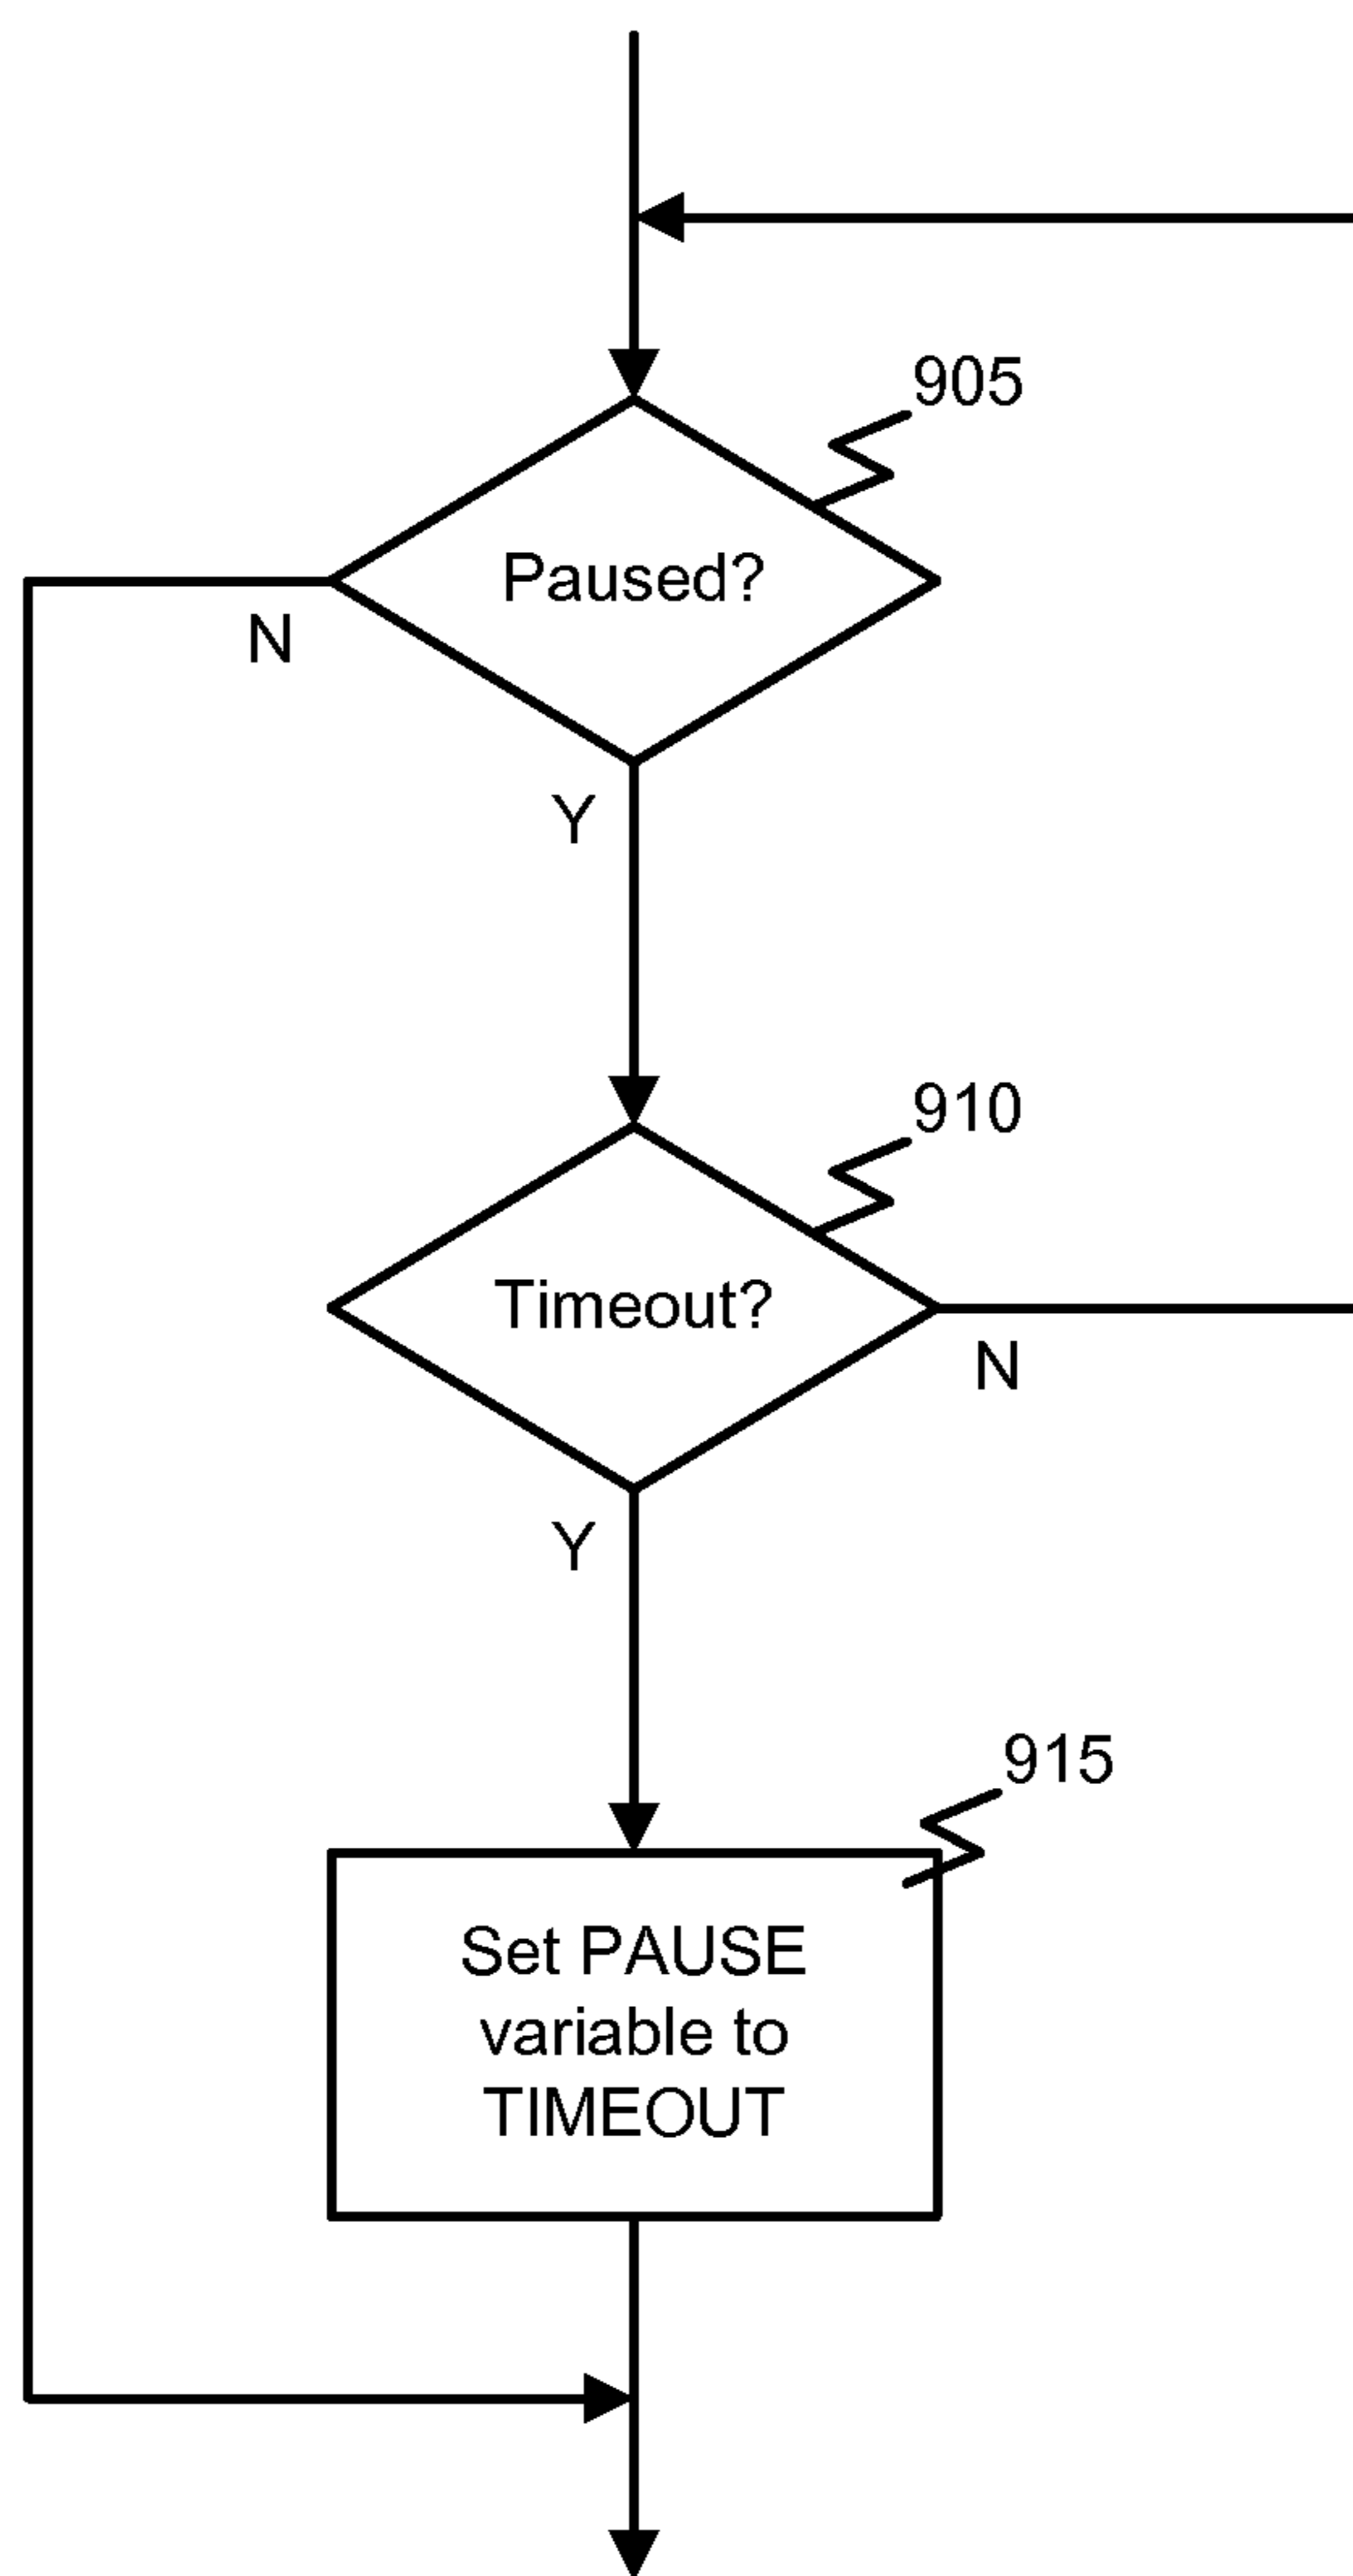 905
Paused?
N
Y
910
Timeout?
N
Y
915
Set PAUSE
variable to
TIMEOUT